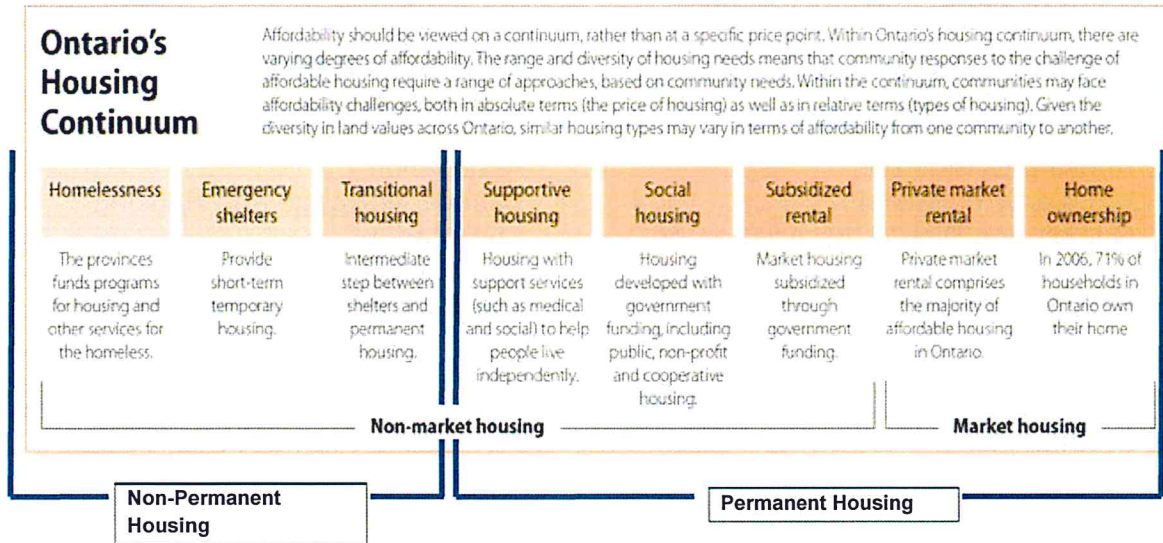 Ontario's
Housing
Continuum
Affordability should be viewed on a continuum, rather than at a specific price point. Within Ontario's housing continuum, there are
varying degrees of affordability. The range and diversity of housing needs means that community responses to the challenge of
affordable housing require a range of approaches, based on community needs. Within the continuum, communities may face
affordability challenges, both in absolute terms (the price of housing) as well as in relative terms (types of housing). Given the
diversity in land values across Ontario, similar housing types may vary in terms of affordability from one community to another.
Homelessness
The provinces
funds programs
for housing and
other services for
the homeless.
Emergency
shelters
Provide
short-term
temporary
housing.
Transitional
housing
Intermediate
step between
shelters and
permanent
housing.
Supportive
housing
Housing with
support services
(such as medical
and social) to help
people live
independently.
Social
housing
Housing
developed with
government
funding, including
public, non-profit
and cooperative
housing.
Subsidized
rental
Market housing
subsidized
through
government
funding.
Private market
rental
Private market
rental comprises
the majority of
affordable housing
in Ontario.
Home
ownership
In 2006, 71% of
households in
Ontario own
their home
Non-market housing
Market housing
Non-Permanent
Housing
Permanent Housing